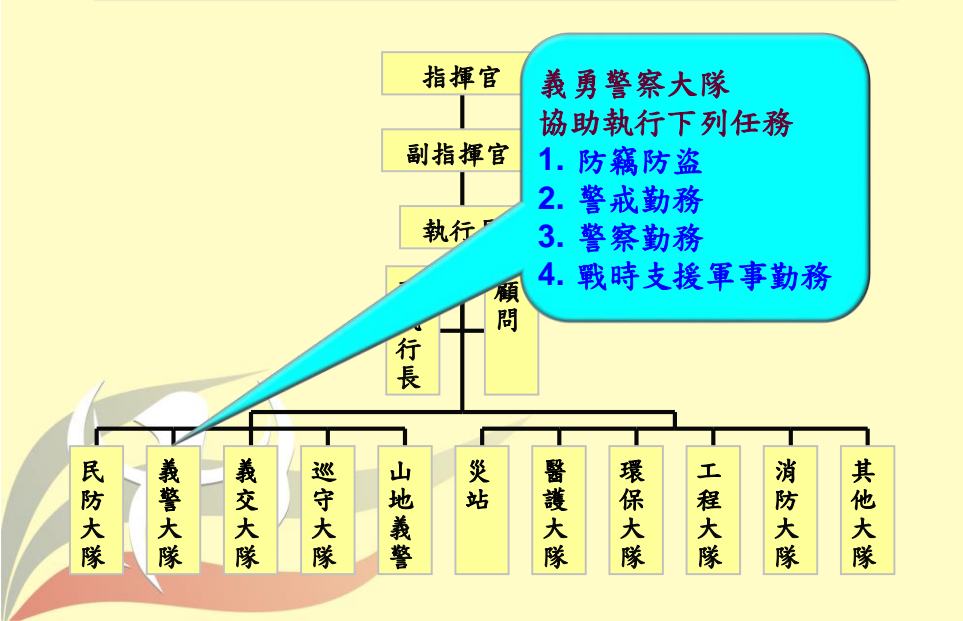 指揮官
副指揮官
執行
行長
顧問
義勇警察大隊
協助執行下列任務
1. 防竊防盜
2. 警戒勤務
3. 警察勤務
4. 戰時支援軍事勤務
民防大隊
義警大隊
義交大隊
巡守大隊
山地義警
災站
醫護大隊
環保大隊
工程大隊
消防大隊
其他大隊